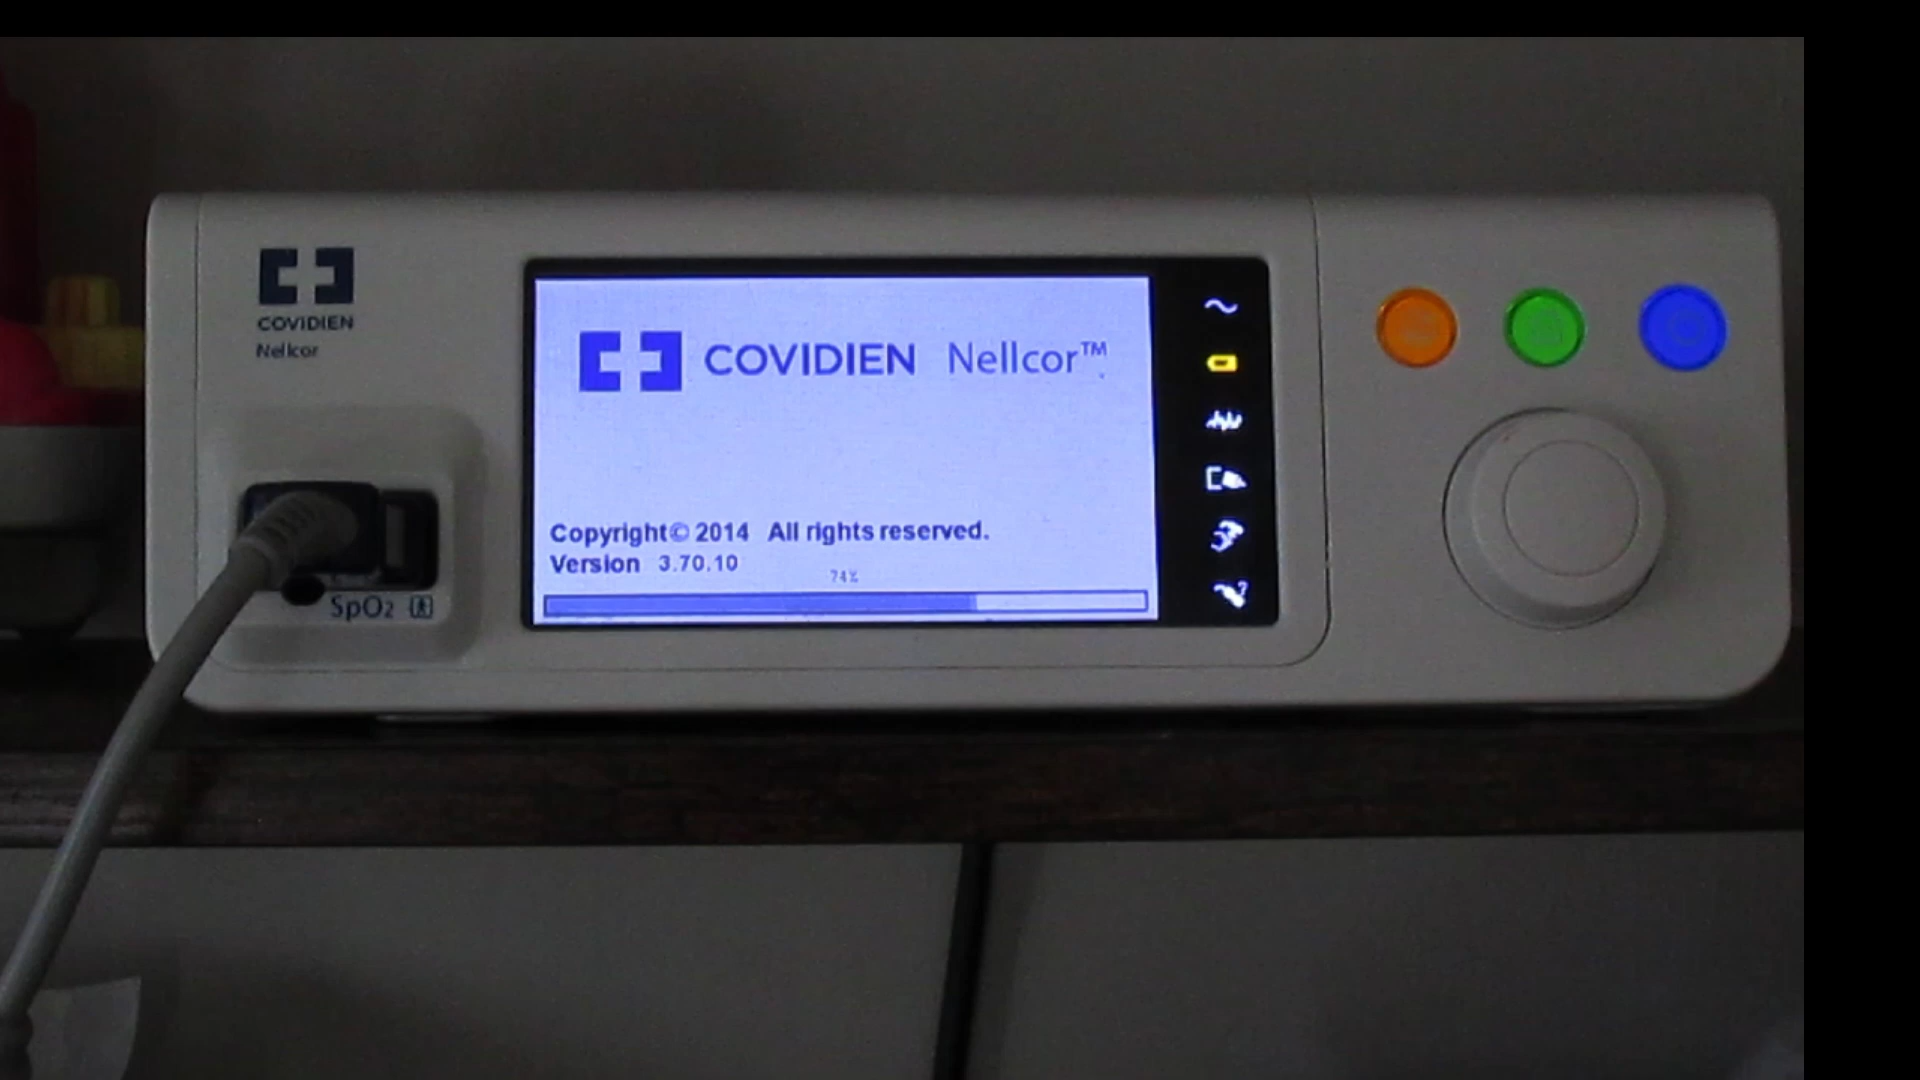 COVIDIEN
Nellcor
COVIDIEN Nellcor™
Copyright© 2014 All rights reserved.
Version 3.70.10
74%
SpO2